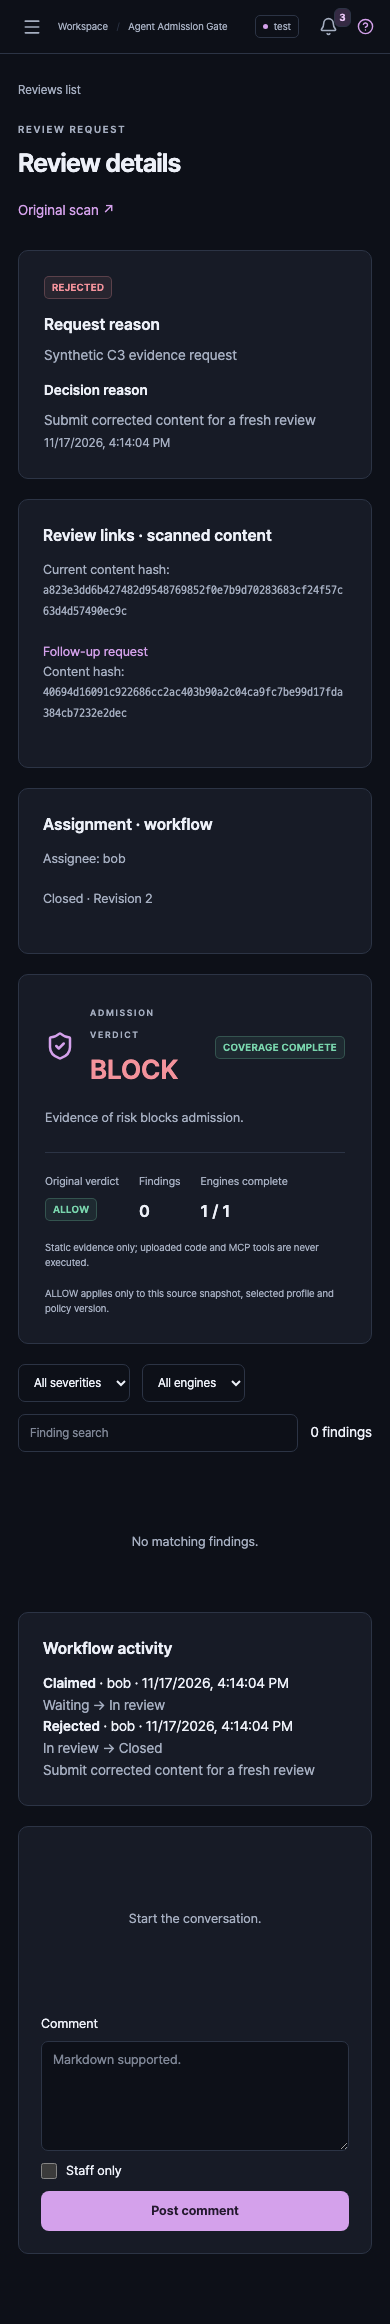 Workspace / Agent Admission Gate
test
3
Reviews list
REVIEW REQUEST
Review details
Original scan ↗
REJECTED
Request reason
Synthetic C3 evidence request
Decision reason
Submit corrected content for a fresh review
11/17/2026, 4:14:04 PM
Review links · scanned content
Current content hash:
a823e3dd6b427482d9548769852f0e7b9d70283683cf24f57c
63d4d57490ec9c
Follow-up request
Content hash:
40694d16091c922686cc2ac403b90a2c04ca9fc7be99d17fda
384cb7232e2dec
Assignment · workflow
Assignee: bob
Closed · Revision 2
ADMISSION
VERDICT
BLOCK
COVERAGE COMPLETE
Evidence of risk blocks admission.
Original verdict Findings Engines complete
ALLOW 0 1 / 1
Static evidence only; uploaded code and MCP tools are never
executed.
ALLOW applies only to this source snapshot, selected profile and
policy version.
All severities All engines
Finding search 0 findings
No matching findings.
Workflow activity
Claimed · bob · 11/17/2026, 4:14:04 PM
Waiting → In review
Rejected · bob · 11/17/2026, 4:14:04 PM
In review → Closed
Submit corrected content for a fresh review
Start the conversation.
Comment
Markdown supported.
Staff only
Post comment